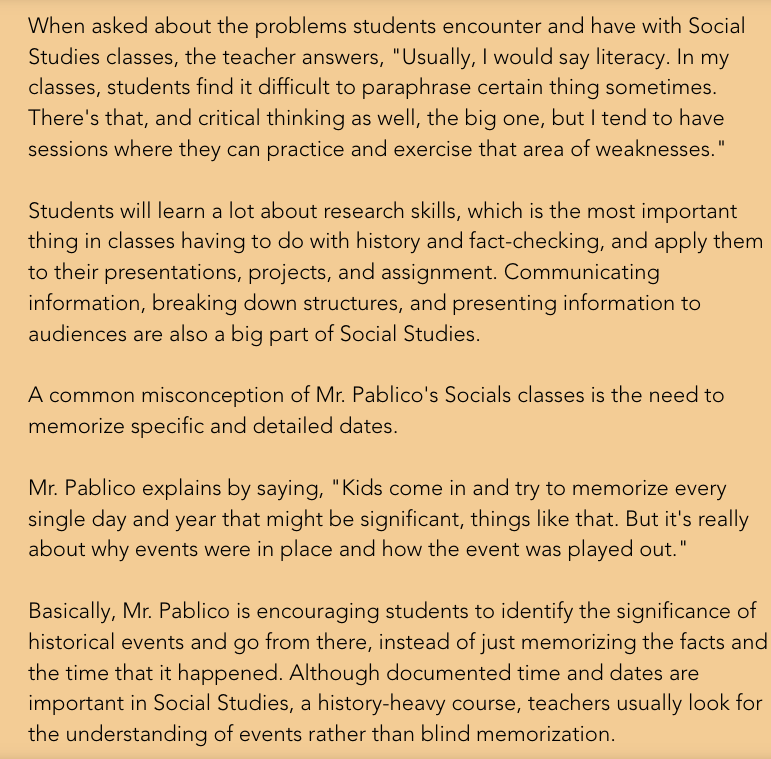 When asked about the problems students encounter and have with Social
Studies classes, the teacher answers, "Usually, I would say literacy. In my
classes, students find it difficult to paraphrase certain thing sometimes.
There's that, and critical thinking as well, the big one, but I tend to have
sessions where they can practice and exercise that area of weaknesses."
Students will learn a lot about research skills, which is the most important
thing in classes having to do with history and fact-checking, and apply them
to their presentations, projects, and assignment. Communicating
information, breaking down structures, and presenting information to
audiences are also a big part of Social Studies.
A common misconception of Mr. Pablico's Socials classes is the need to
memorize specific and detailed dates.
Mr. Pablico explains by saying, "Kids come in and try to memorize every
single day and year that might be significant, things like that. But it's really
about why events were in place and how the event was played out."
Basically, Mr. Pablico is encouraging students to identify the significance of
historical events and go from there, instead of just memorizing the facts and
the time that it happened. Although documented time and dates are
important in Social Studies, a history-heavy course, teachers usually look for
the understanding of events rather than blind memorization.